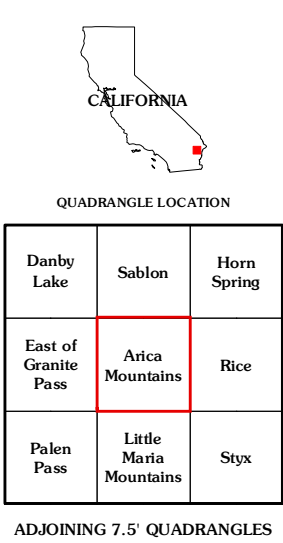 CALIFORNIA
QUADRANGLE LOCATION
Danby
Lake
Sablon
Horn
Spring
East of
Granite
Pass
Arica
Mountains
Rice
Palen
Pass
Little
Maria
Mountains
Styx
ADJOINING 7.5' QUADRANGLES